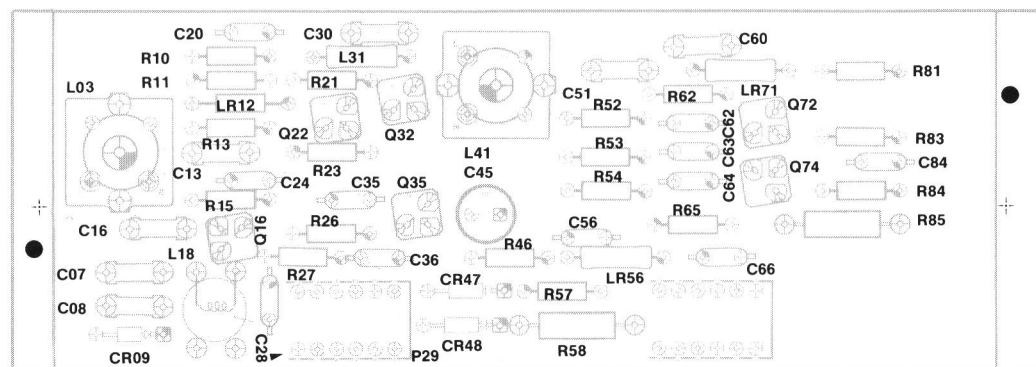 C20
C30
C60
R10
L31
R11
R21
R81
L03
LR12
C51
R52
R62
LR71
Q72
Q22
Q32
R13
R53
C63
C62
R83
L41
C13
R23
C45
Q74
C84
C24
C35
Q35
R54
C64
R84
R15
R65
C16
Q16
R26
C56
R85
L18
R46
C07
R27
C36
LR56
C66
CR47
R57
C08
CR09
C28
P29
CR48
R58